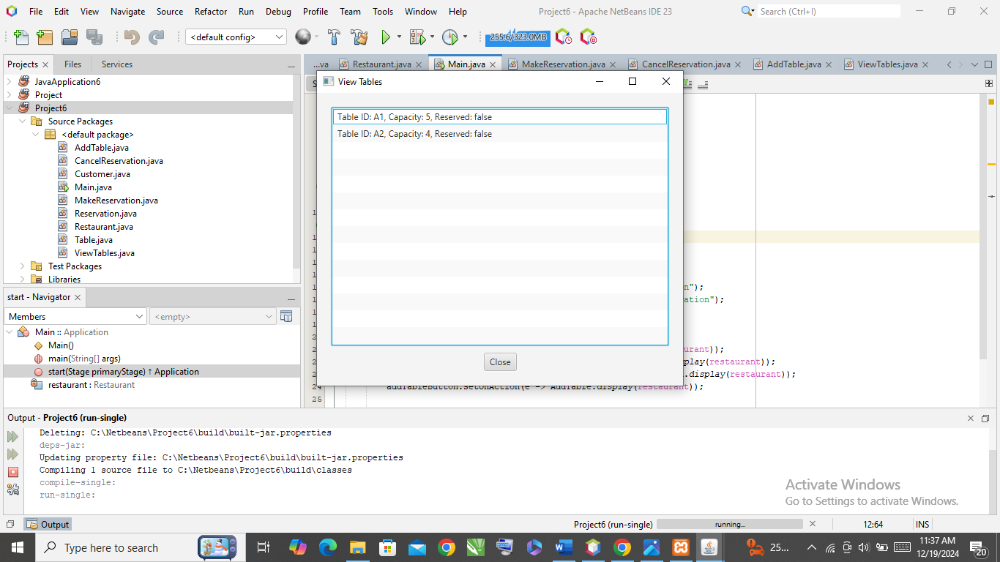 File Edit View Navigate Source Refactor Run Debug Profile Team Tools Window Help
Project6 - Apache NetBeans IDE 23
Search (Ctrl+I)
<default config>
255.6/323.0MB
Projects Files Services
...va Restaurant.java Main.java MakeReservation.java CancelReservation.java AddTable.java ViewTables.java
JavaApplication6
Project
Project6
Source Packages
<default package>
AddTable.java
CancelReservation.java
Customer.java
Main.java
MakeReservation.java
Reservation.java
Restaurant.java
Table.java
ViewTables.java
Test Packages
Libraries
View Tables
Table ID: A1, Capacity: 5, Reserved: false
Table ID: A2, Capacity: 4, Reserved: false
Close
n");
ation");
urant));
play(restaurant));
.display(restaurant));
24
25
start - Navigator
Members
<empty>
Main :: Application
Main()
main(String[] args)
start(Stage primaryStage) ↑ Application
restaurant : Restaurant
Output - Project6 (run-single)
Deleting: C:\Netbeans\Project6\build\built-jar.properties
deps-jar:
Updating property file: C:\Netbeans\Project6\build\built-jar.properties
Compiling 1 source file to C:\Netbeans\Project6\build\classes
compile-single:
run-single:
Activate Windows
Go to Settings to activate Windows.
Output
Project6 (run-single)
running...
12:64
INS
Type here to search
25...
11:37 AM
12/19/2024
20